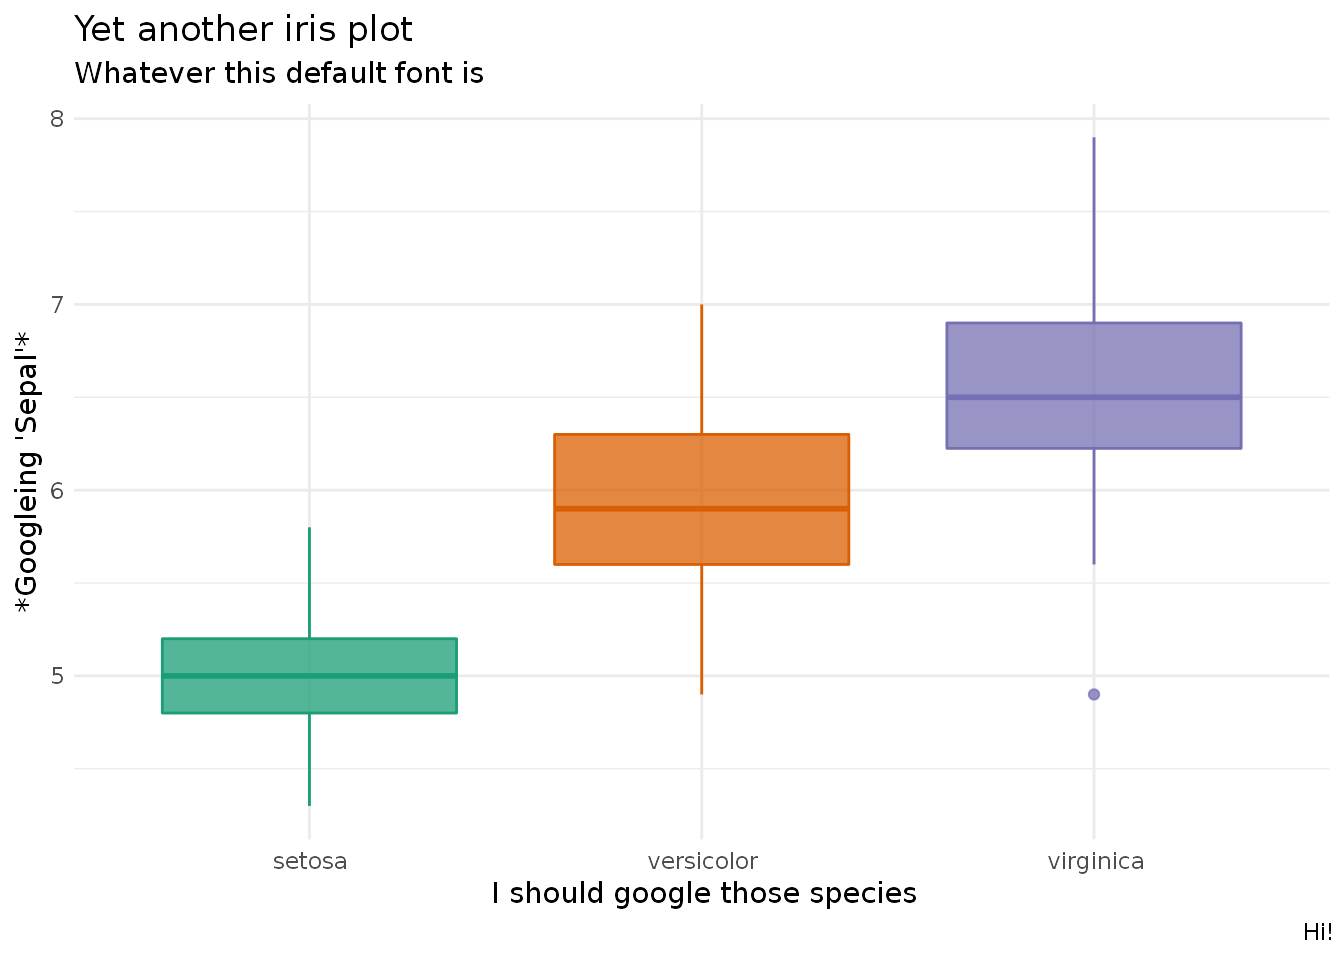 Yet another iris plot
Whatever this default font is
*Googleing 'Sepal'*
8
7
6
5
setosa versicolor virginica
I should google those species
Hi!